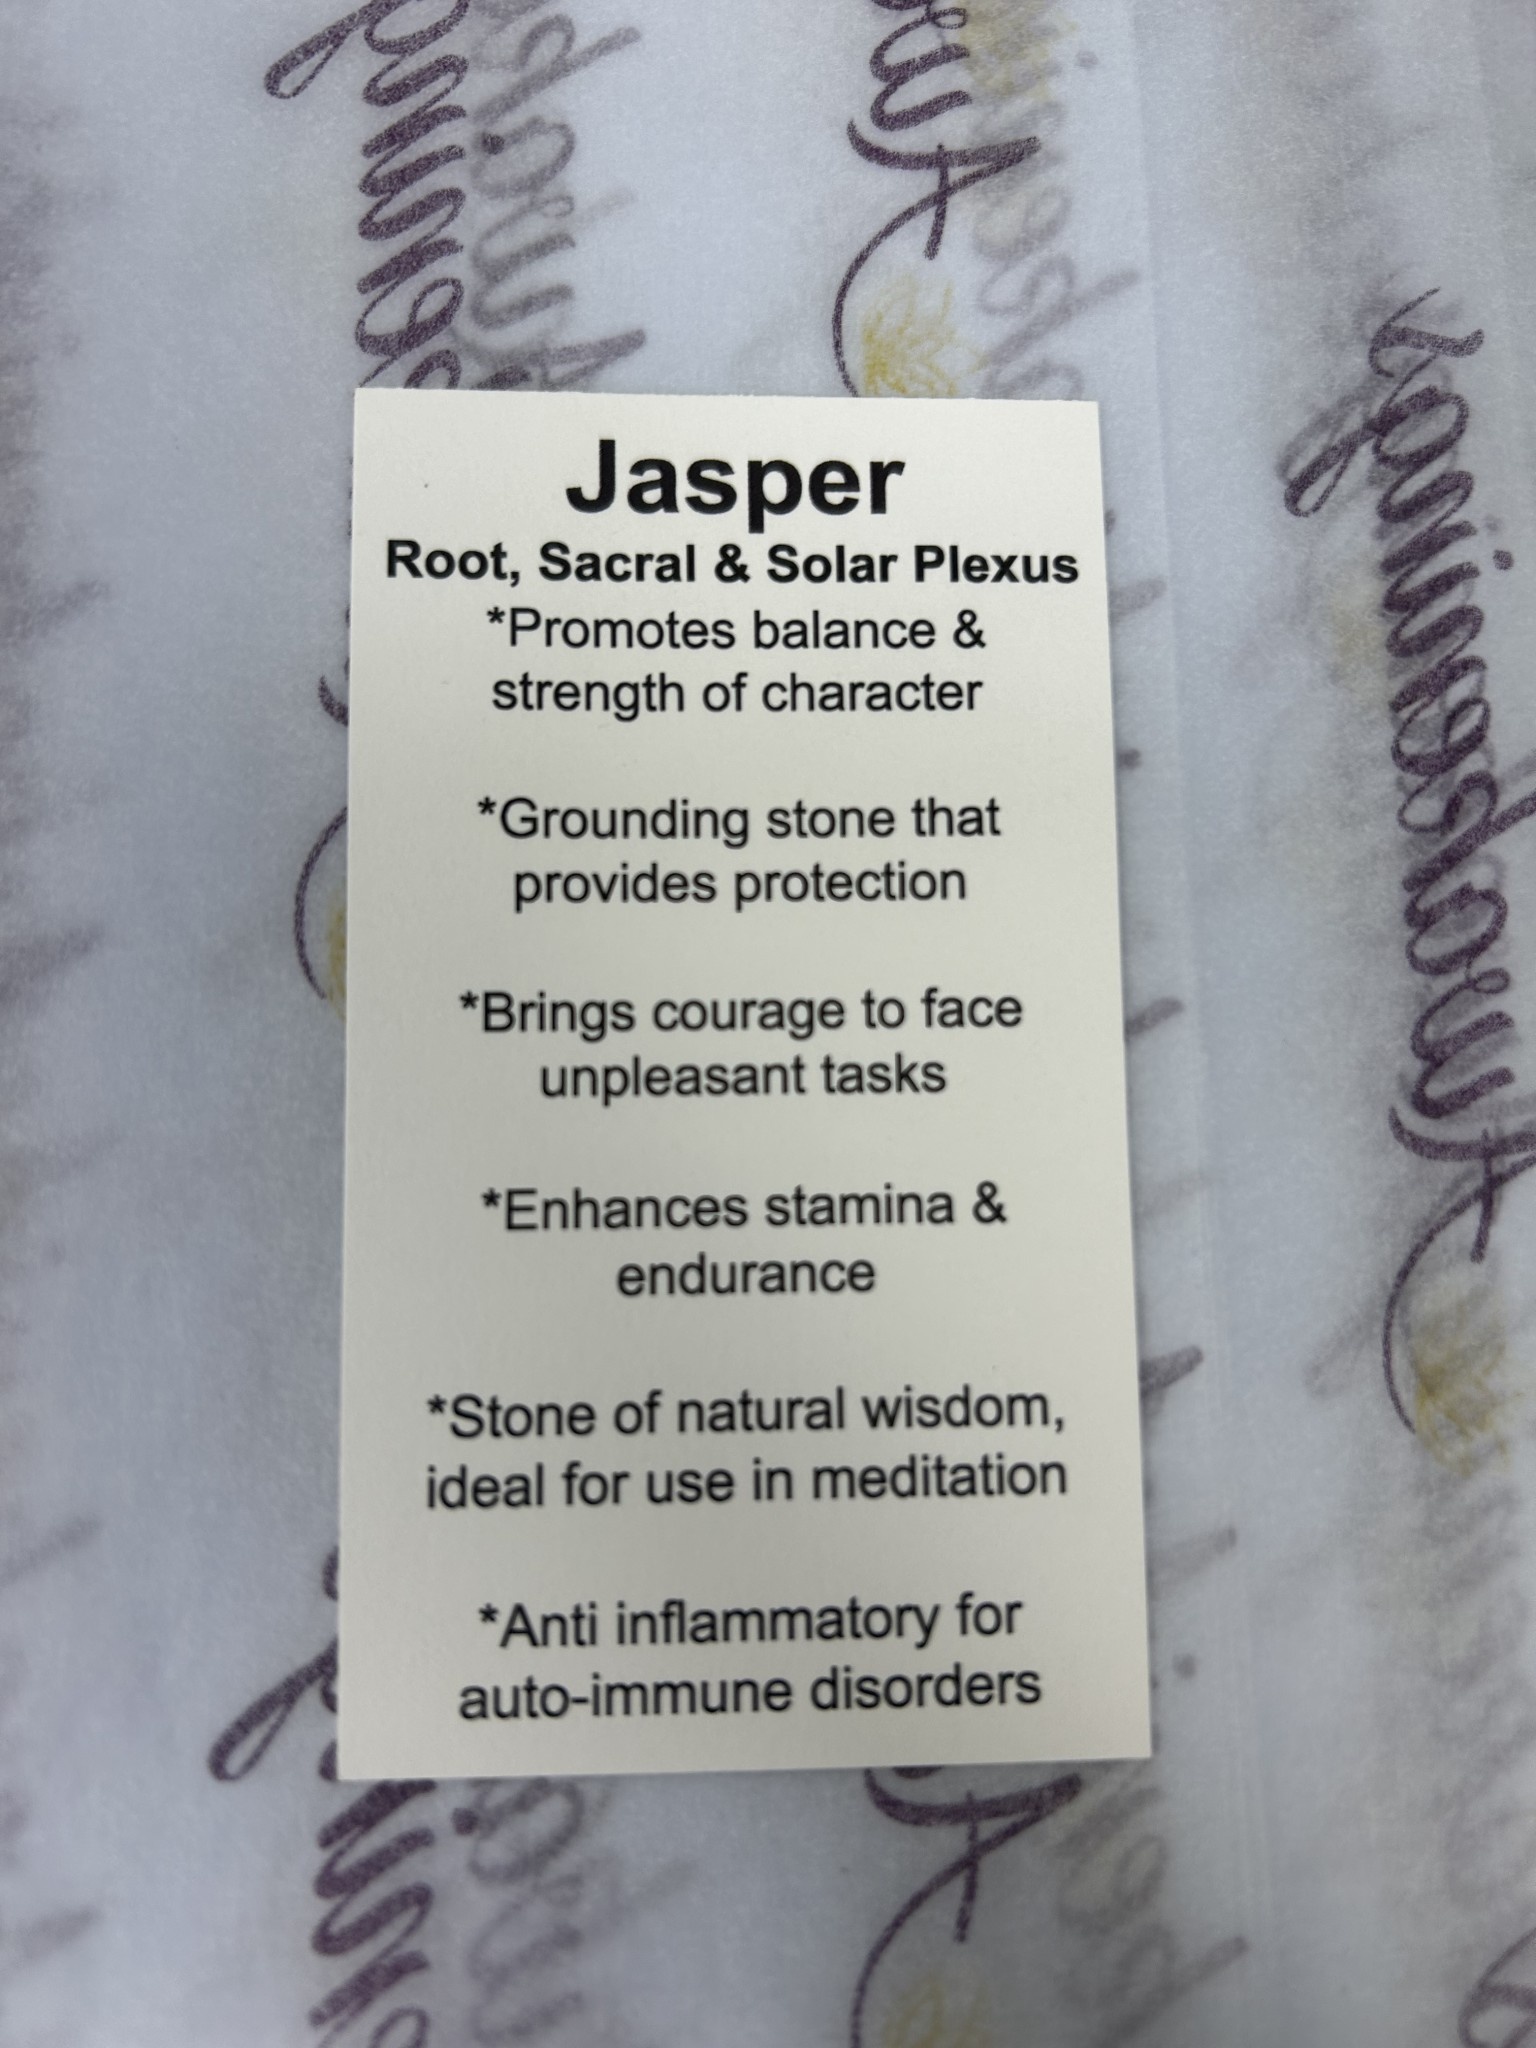 Jasper
Root, Sacral & Solar Plexus
*Promotes balance &
strength of character
*Grounding stone that
provides protection
*Brings courage to face
unpleasant tasks
*Enhances stamina &
endurance
*Stone of natural wisdom,
ideal for use in meditation
*Anti inflammatory for
auto-immune disorders